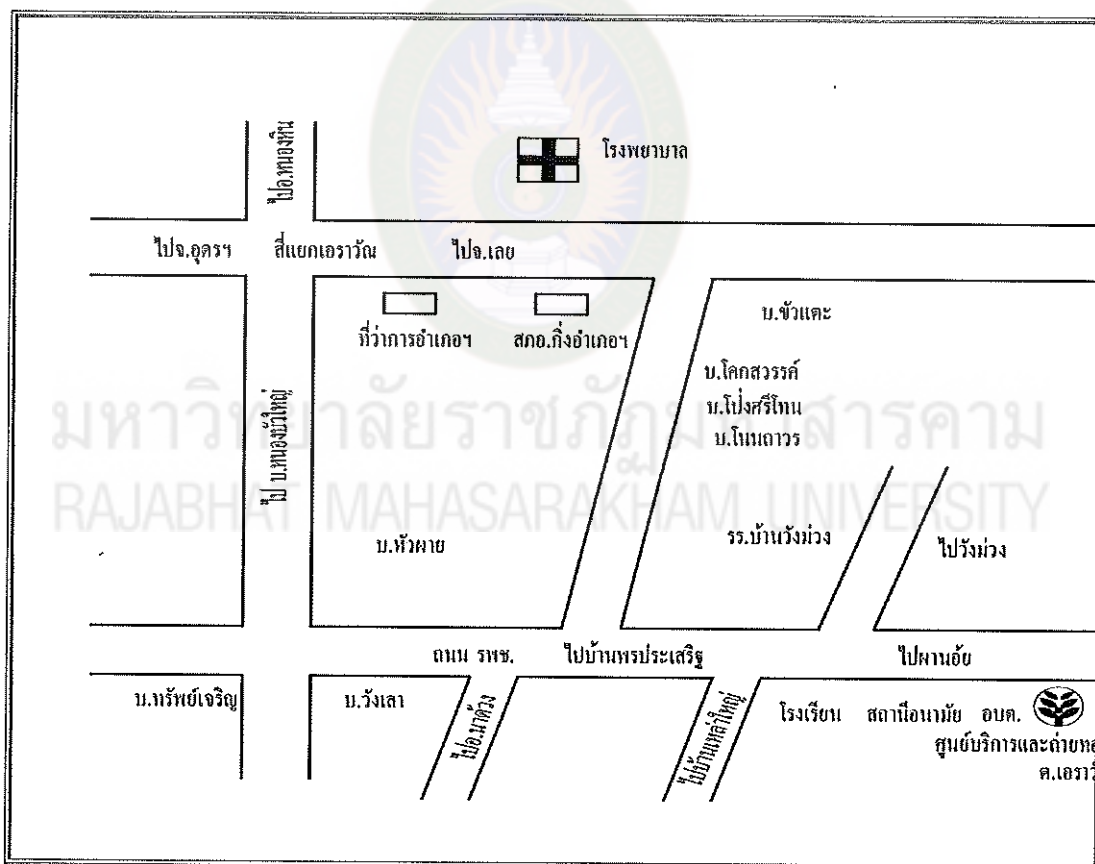 โรงพยาบาล
ไปอ.หนองหิน
ไปจ.อุดรฯ สี่แยกเอราวัณ ไปจ.เลย
ที่ว่าการอำเภอฯ สภอ.กิ่งอำเภอฯ
บ.ขัวแตะ
บ.โคกสวรรค์
บ.โป่งศรีโทน
บ.โนนถาวร
ไป บ.หนองบัวใหญ่
มหาวิทยาลัยราชภัฏมหาสารคาม
RAJABHAT MAHASARAKHAM UNIVERSITY
บ.หัวฝาย
รร.บ้านวังม่วง
ไปวังม่วง
ถนน รพช. ไปบ้านพรประเสริฐ ไปผานอ้ย
บ.ทรัพย์เจริญ
บ.วังเลา
ไปอ.นาด้วง
ไปบ้านเหล่าใหญ่
โรงเรียน สถานีอนามัย อบต.
ศูนย์บริการและถ่ายทอ
ต.เอราวั